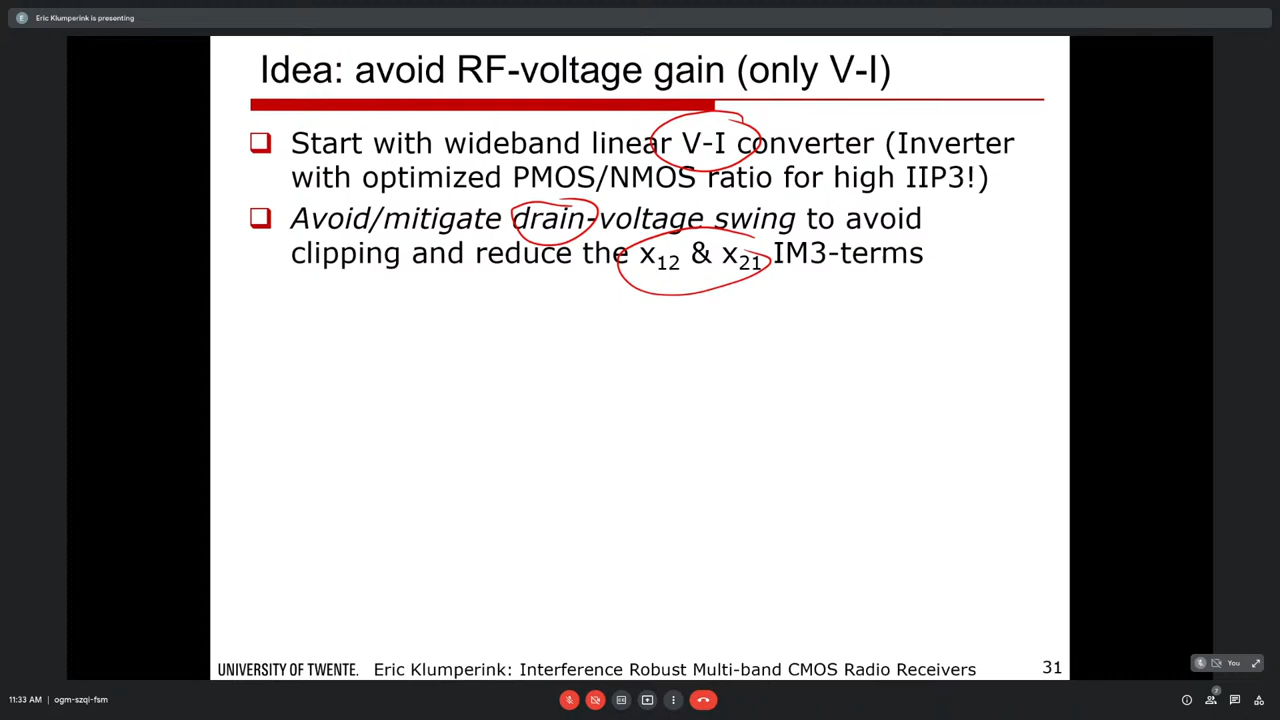 E
Eric Klumperink is presenting
Idea: avoid RF-voltage gain (only V-I)
Start with wideband linear V-I converter (Inverter
with optimized PMOS/NMOS ratio for high IIP3!)
Avoid/mitigate drain-voltage swing to avoid
clipping and reduce the x12 & x21 IM3-terms
UNIVERSITY OF TWENTE. Eric Klumperink: Interference Robust Multi-band CMOS Radio Receivers 31
You
11:33 AM | ogm-szqi-fsm
7